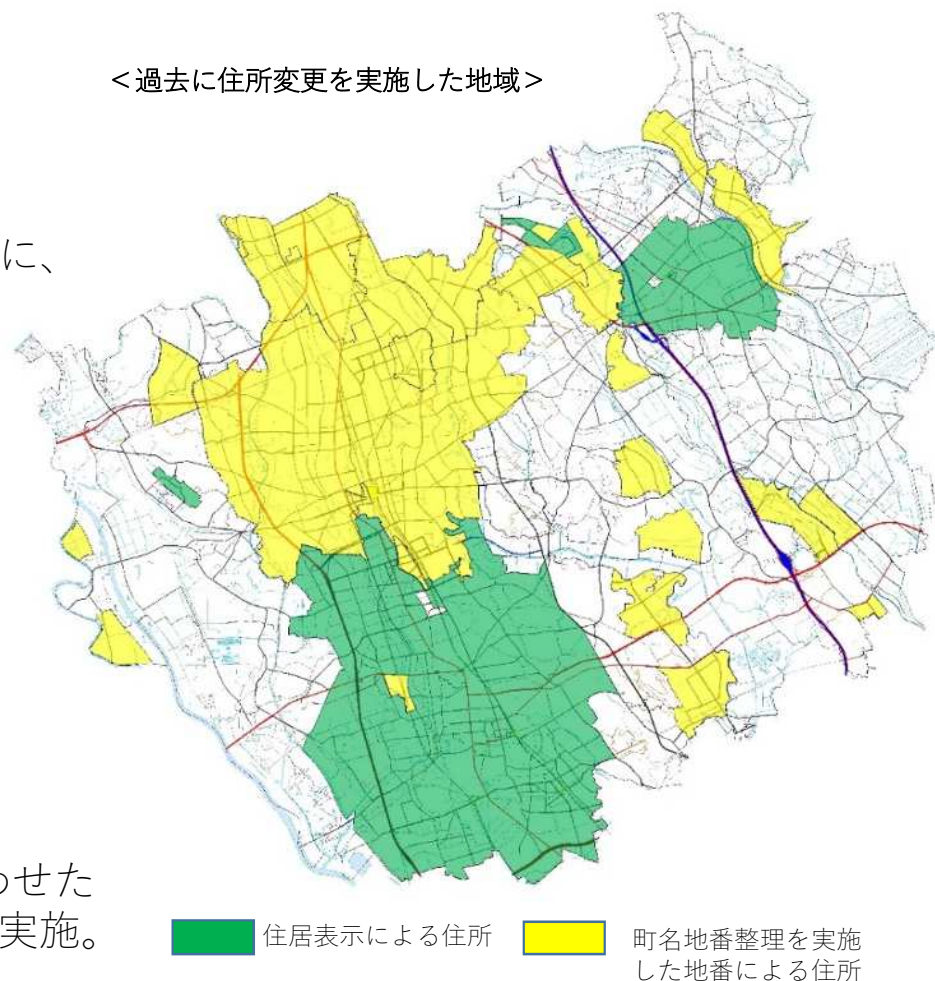 ＜過去に住所変更を実施した地域＞
に、
わせた
実施。
住居表示による住所
町名地番整理を実施
した地番による住所